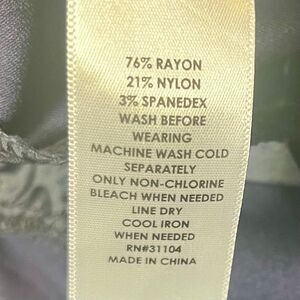 76% RAYON
21% NYLON
3% SPANEDEX
WASH BEFORE
WEARING
MACHINE WASH COLD
SEPARATELY
ONLY NON-CHLORINE
BLEACH WHEN NEEDED
LINE DRY
COOL IRON
WHEN NEEDED
RN#31104
MADE IN CHINA